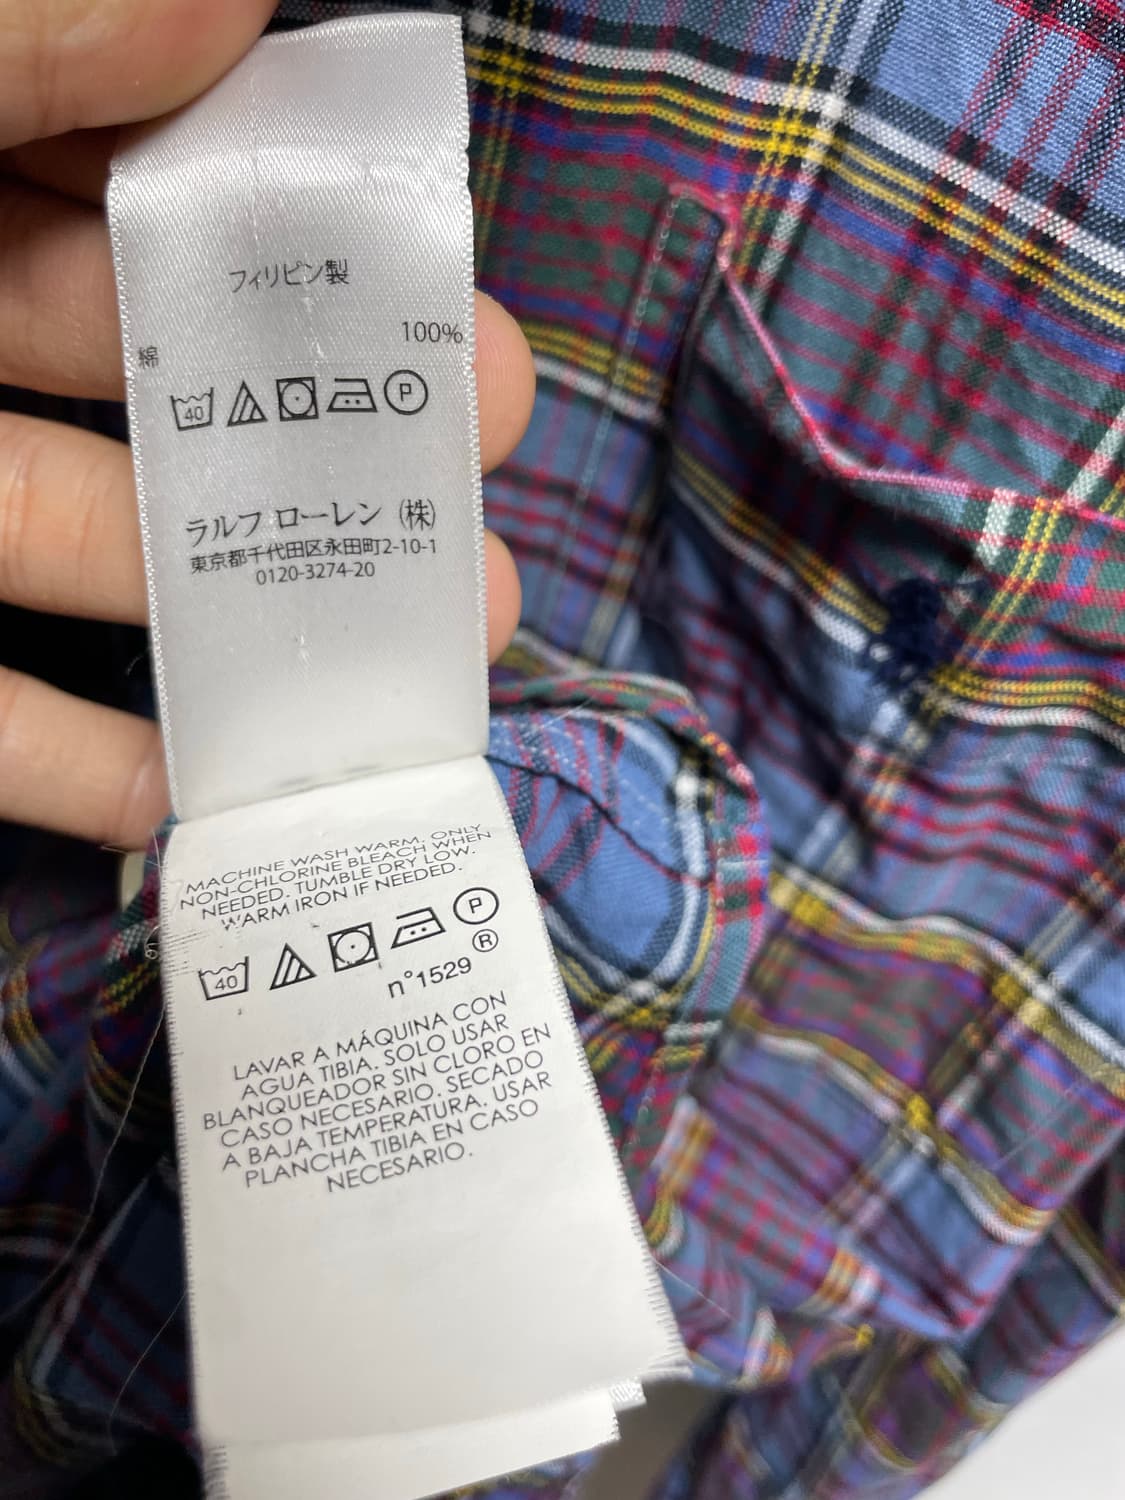 フィリピン製
綿 100%
40 P
ラルフ ローレン (株)
東京都千代田区永田町2-10-1
0120-3274-20
MACHINE WASH WARM. ONLY
NON-CHLORINE BLEACH WHEN
NEEDED. TUMBLE DRY LOW.
WARM IRON IF NEEDED.
40 P
®
n°1529
LAVAR A MÁQUINA CON
AGUA TIBIA. SOLO USAR
BLANQUEADOR SIN CLORO EN
CASO NECESARIO. SECADO
A BAJA TEMPERATURA. USAR
PLANCHA TIBIA EN CASO
NECESARIO.